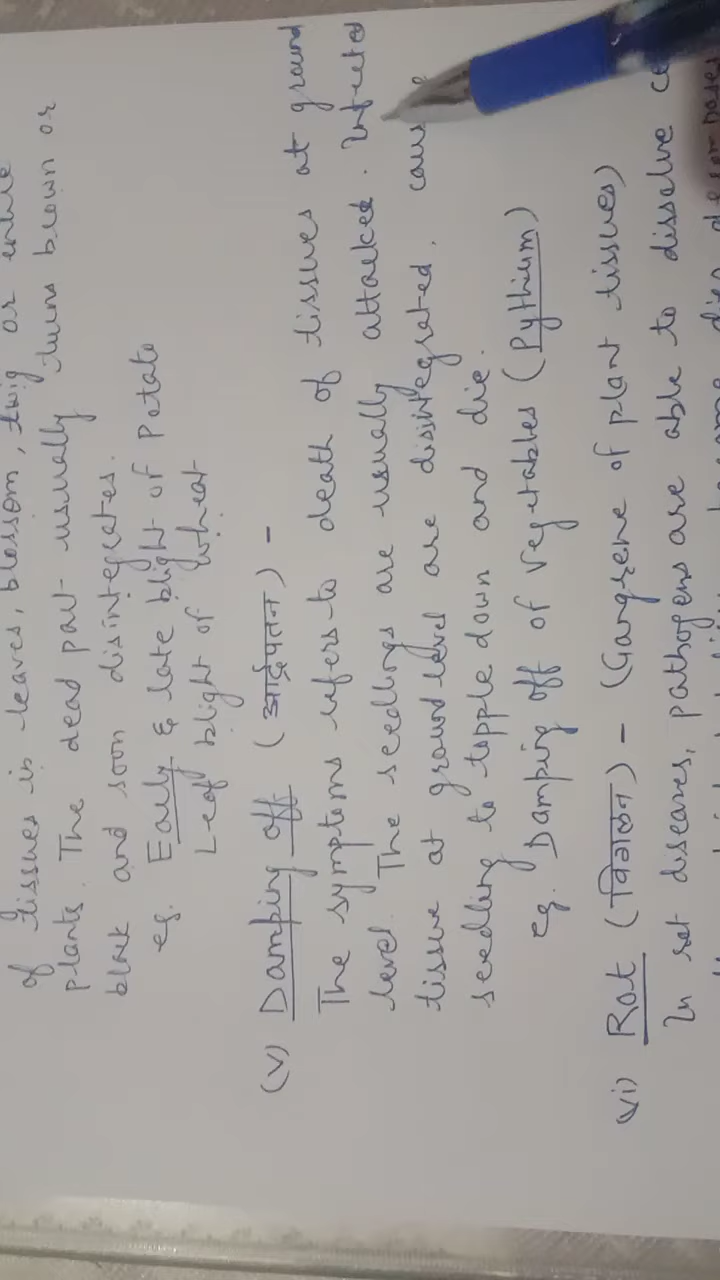 of tissues is leaves, blossom, twig or entire
plants. The dead part usually turns brown or
black and soon disintegrates.
eg. Early & late blight of Potato
Leaf blight of wheat
(v) Damping off (आर्द्रपतन) -
The symptoms refers to death of tissues at ground
level. The seedlings are usually attacked. Infected
tissue at ground level are disintegrated,
seedling to topple down and die.
eg. Damping off of vegetables (Pythium)
(vi) Rot (विगलन) - (Gangrene of plant tissues)
In rot diseases, pathogens are able to dissolve